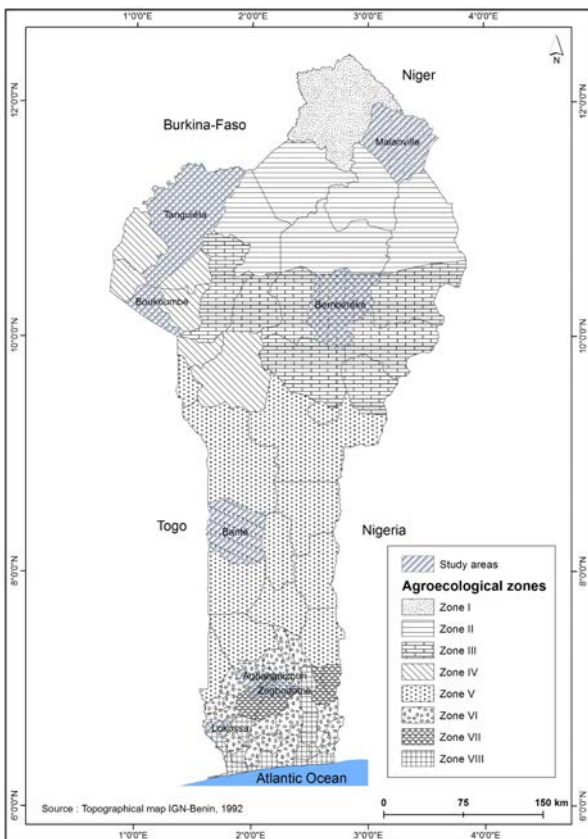 1°0'0"E 2°0'0"E 3°0'0"E 4°0'0"E
N
12°0'0"N 12°0'0"N
Niger
Burkina-Faso
Malanville
Tanguiéta
Boukoumbé
Bembèrèkè
10°0'0"N 10°0'0"N
Togo
Bantè
Nigeria
8°0'0"N 8°0'0"N
Lokossa
Atlantic Ocean
Study areas
Agroecological zones
Zone I
Zone II
Zone III
Zone IV
Zone V
Zone VI
Zone VII
Zone VIII
Source : Topographical map IGN-Benin, 1992
0 75 150 km
6°0'0"N 6°0'0"N
1°0'0"E 2°0'0"E 3°0'0"E 4°0'0"E